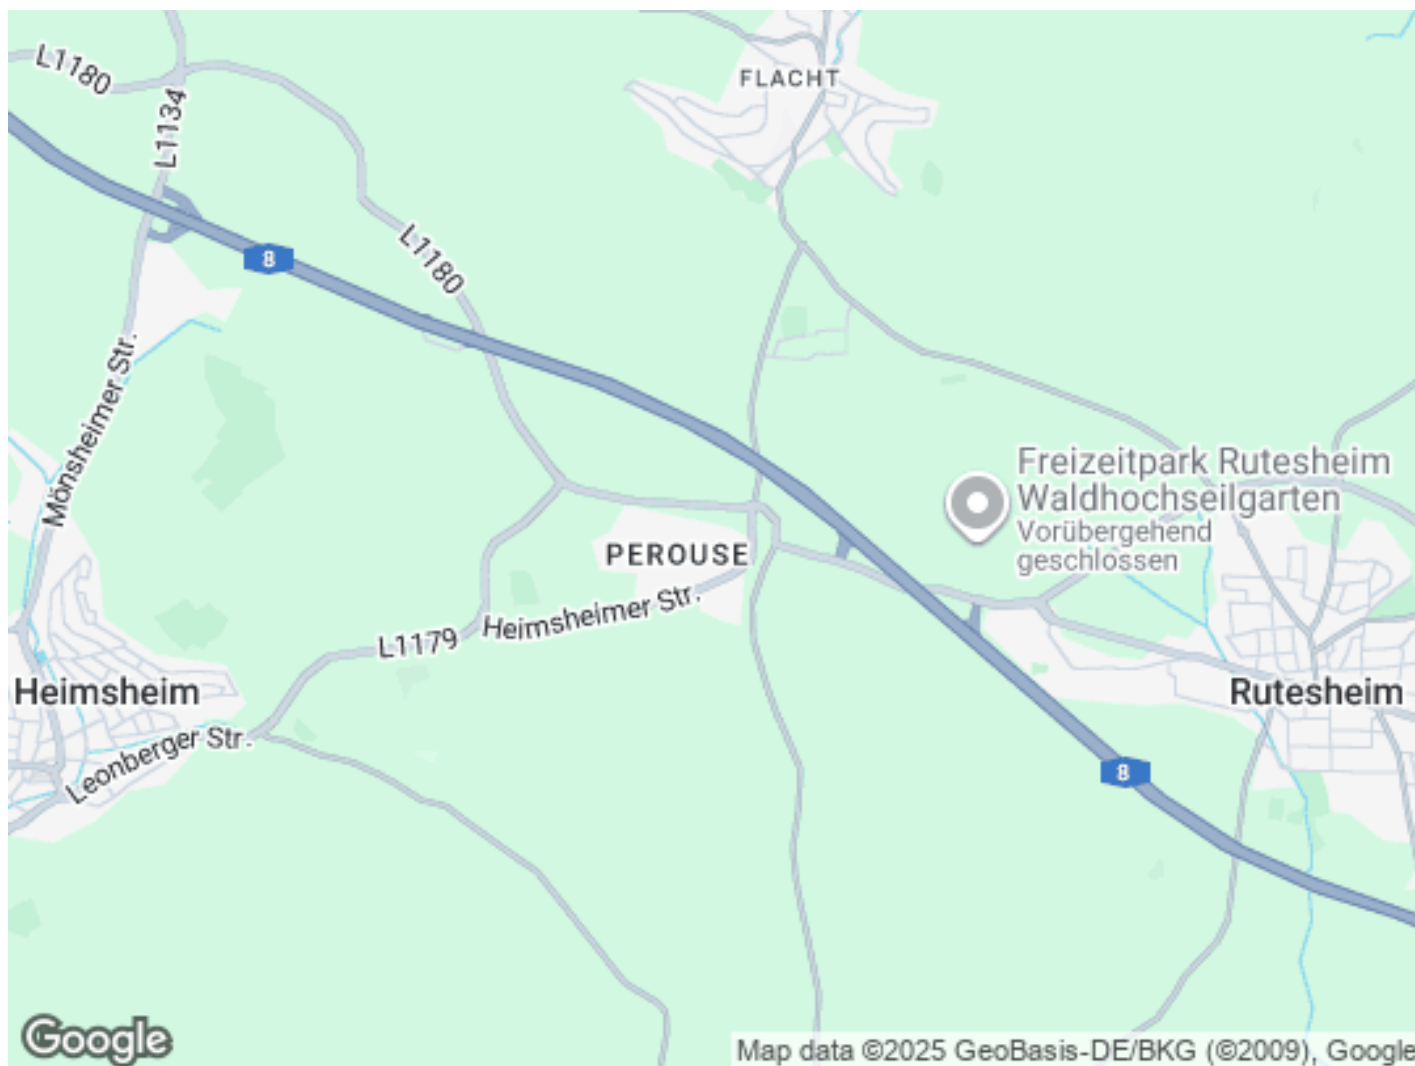 L1180
FLACHT
L1134
8
L1180
Mönsheimer Str.
Freizeitpark Rutesheim
Waldhochseilgarten
Vorübergehend
geschlossen
PEROUSE
Heimsheimer Str.
L1179
Heimsheim
Rutesheim
Leonberger Str.
8
Google
Map data ©2025 GeoBasis-DE/BKG (©2009), Google